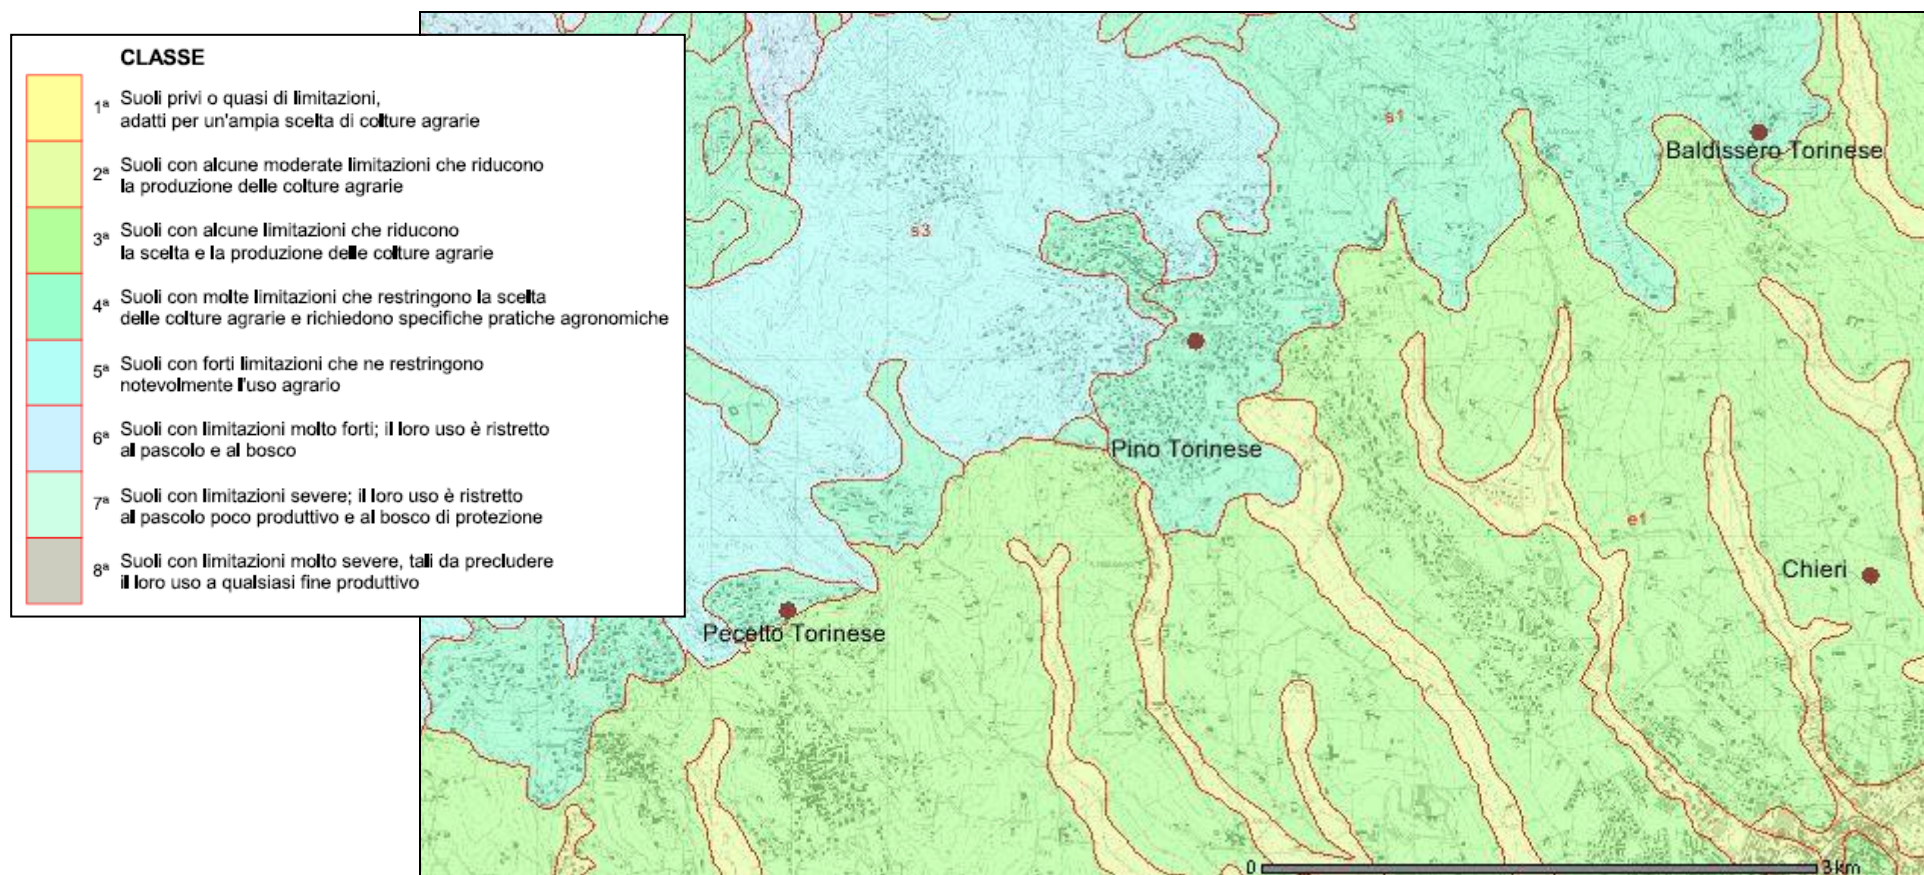 CLASSE
1ª Suoli privi o quasi di limitazioni,
adatti per un'ampia scelta di colture agrarie
2ª Suoli con alcune moderate limitazioni che riducono
la produzione delle colture agrarie
3ª Suoli con alcune limitazioni che riducono
la scelta e la produzione delle colture agrarie
4ª Suoli con molte limitazioni che restringono la scelta
delle colture agrarie e richiedono specifiche pratiche agronomiche
5ª Suoli con forti limitazioni che ne restringono
notevolmente l'uso agrario
6ª Suoli con limitazioni molto forti; il loro uso è ristretto
al pascolo e al bosco
7ª Suoli con limitazioni severe; il loro uso è ristretto
al pascolo poco produttivo e al bosco di protezione
8ª Suoli con limitazioni molto severe, tali da precludere
il loro uso a qualsiasi fine produttivo
s1
Baldissero Torinese
s3
Pino Torinese
e1
Chieri
Pecetto Torinese
0 3 km